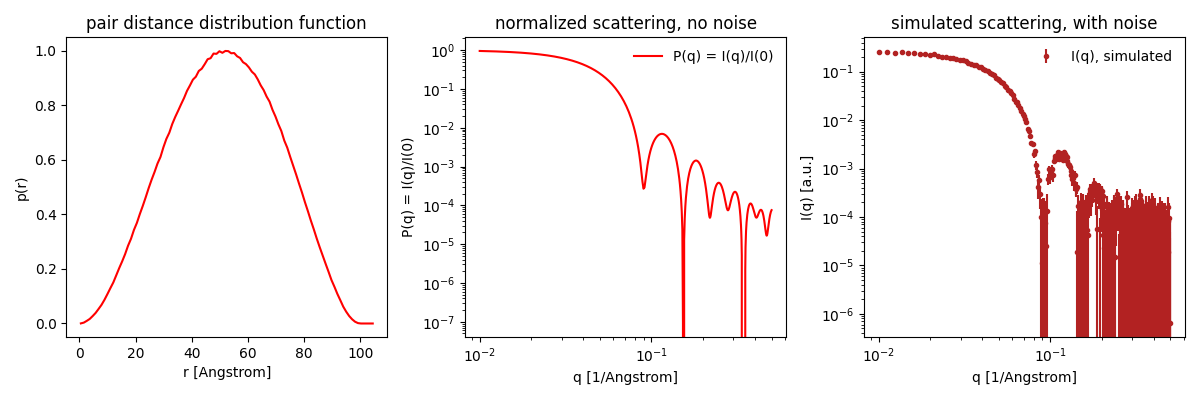 pair distance distribution function
1.0
0.8
0.6
0.4
0.2
0.0
p(r)
0 20 40 60 80 100
r [Angstrom]
normalized scattering, no noise
P(q) = I(q)/I(0)
10⁰
10⁻¹
10⁻²
10⁻³
10⁻⁴
10⁻⁵
10⁻⁶
10⁻⁷
P(q) = I(q)/I(0)
10⁻² 10⁻¹
q [1/Angstrom]
simulated scattering, with noise
I(q), simulated
10⁻¹
10⁻²
10⁻³
10⁻⁴
10⁻⁵
10⁻⁶
I(q) [a.u.]
10⁻² 10⁻¹
q [1/Angstrom]